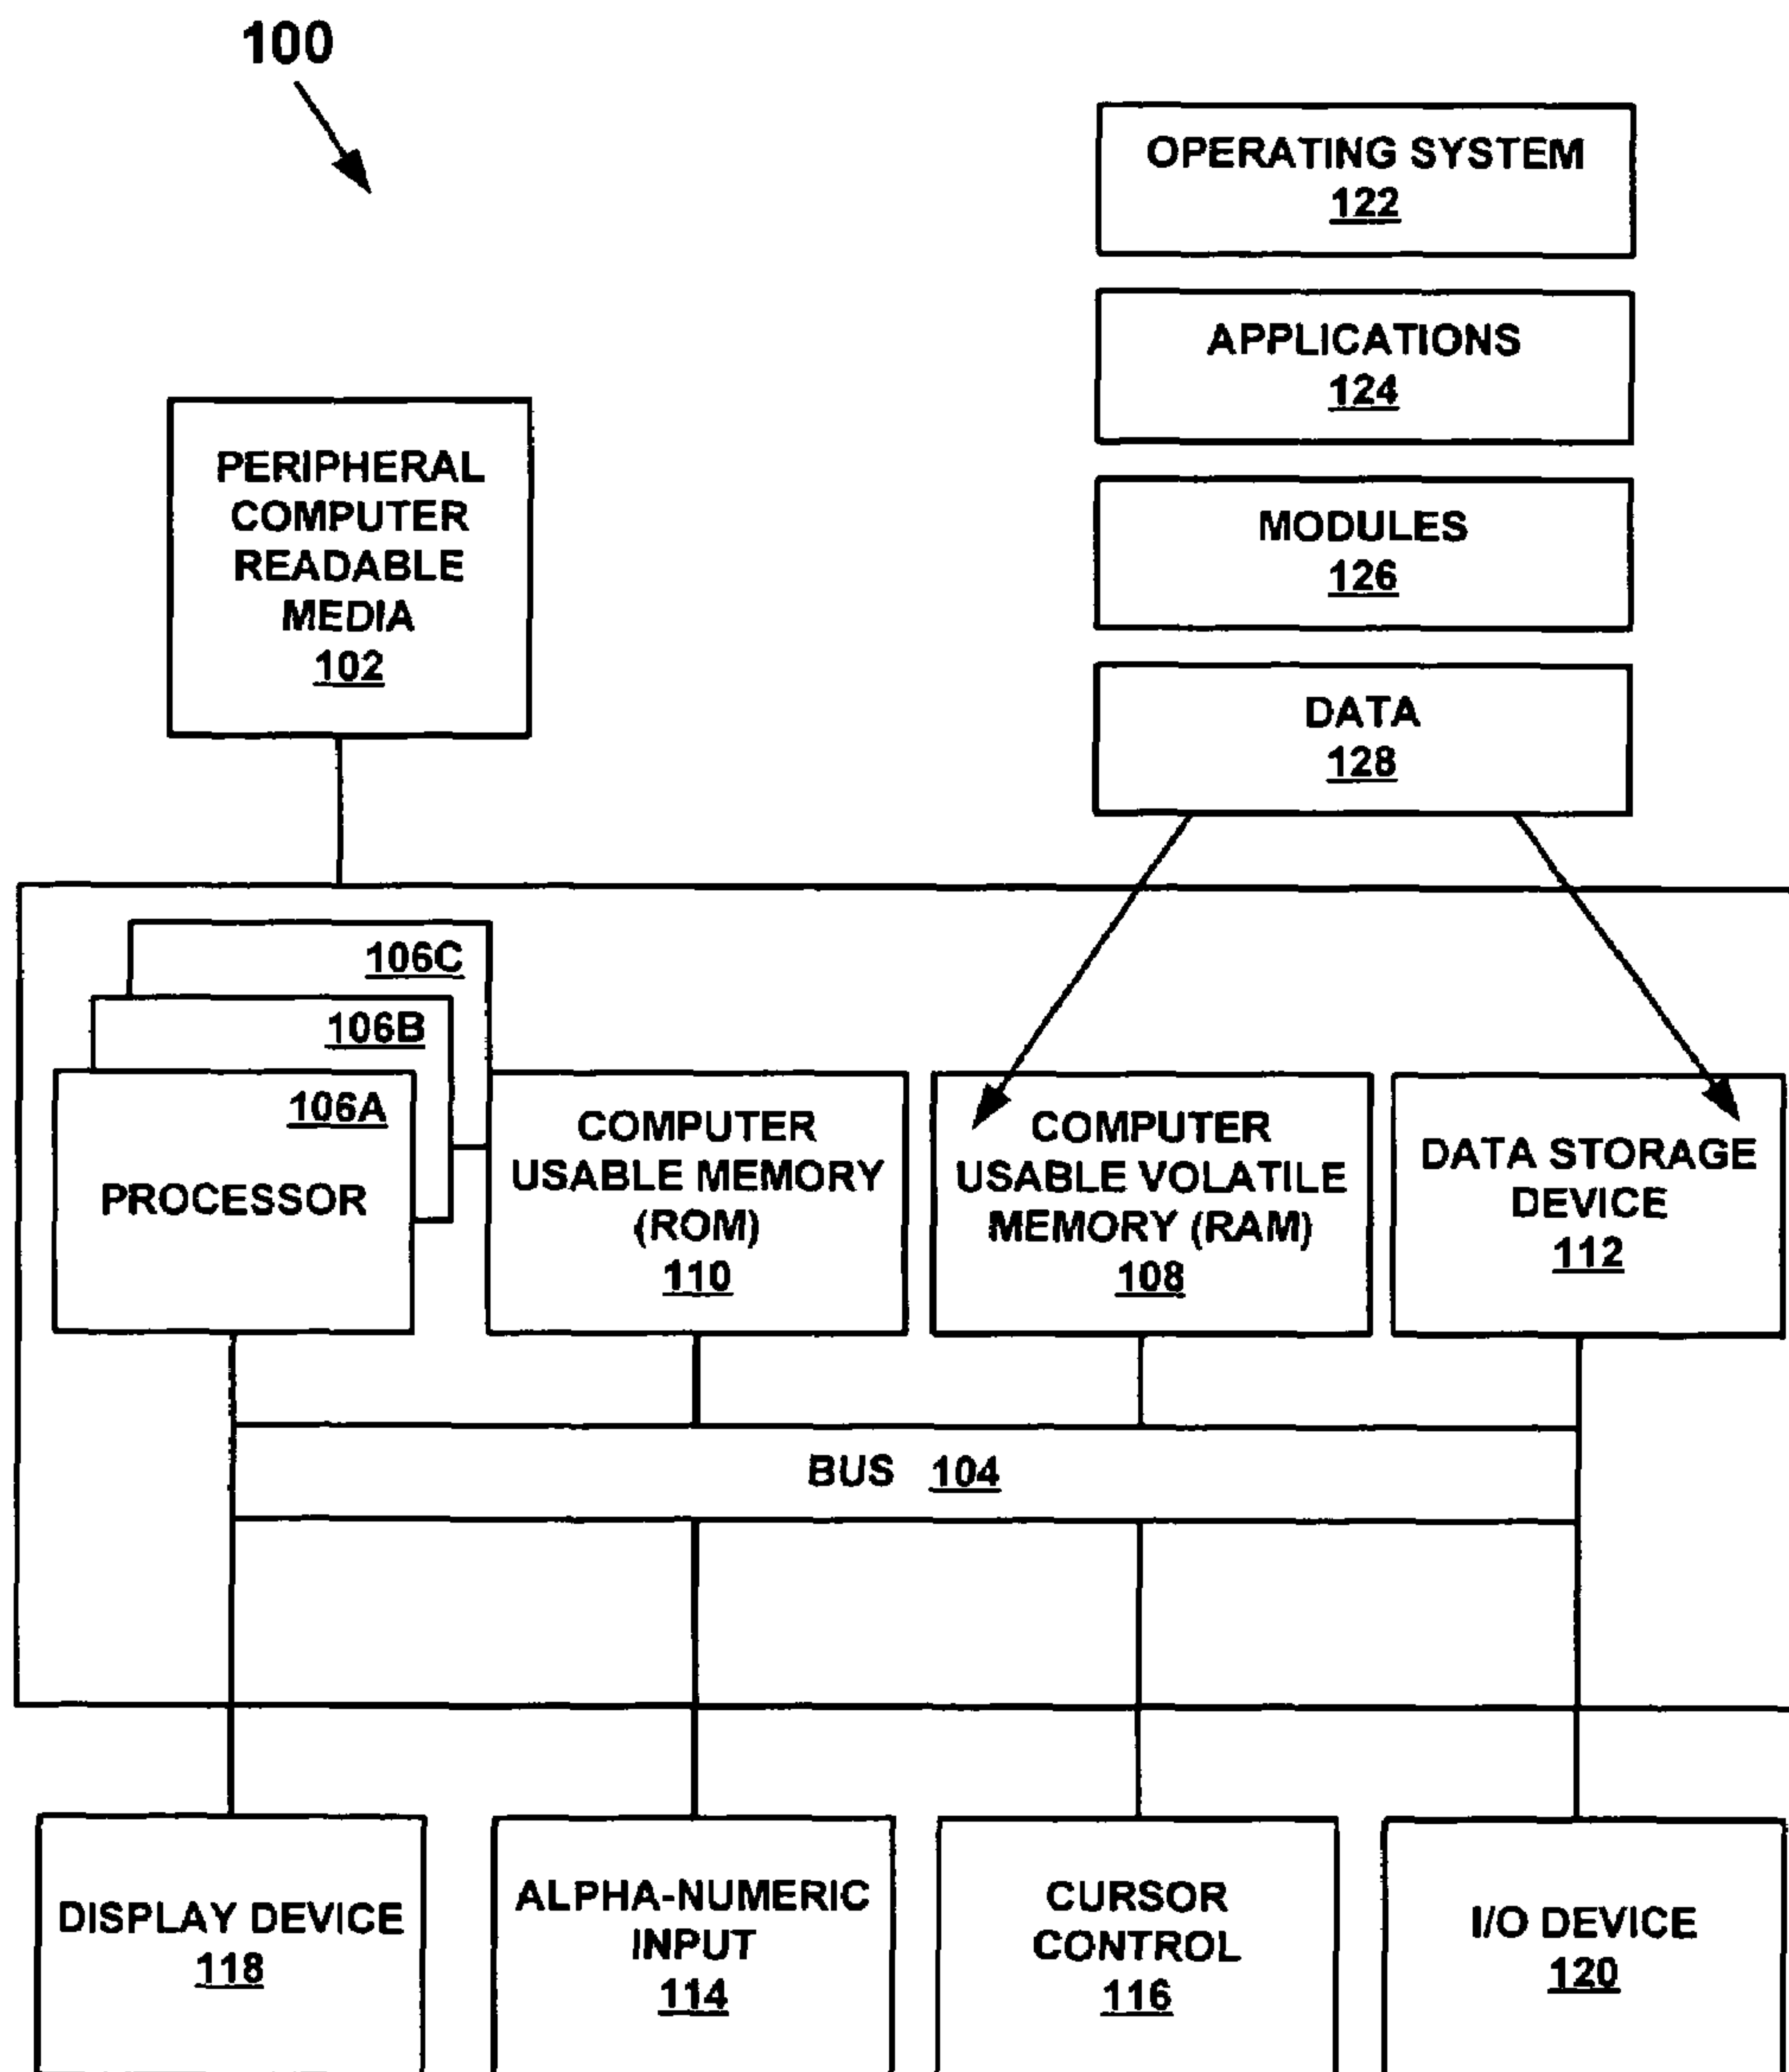 100
OPERATING SYSTEM
122
APPLICATIONS
124
MODULES
126
DATA
128
PERIPHERAL
COMPUTER
READABLE
MEDIA
102
106C
106B
106A
PROCESSOR
COMPUTER
USABLE MEMORY
(ROM)
110
COMPUTER
USABLE VOLATILE
MEMORY (RAM)
108
DATA STORAGE
DEVICE
112
BUS 104
DISPLAY DEVICE
118
ALPHA-NUMERIC
INPUT
114
CURSOR
CONTROL
116
I/O DEVICE
120